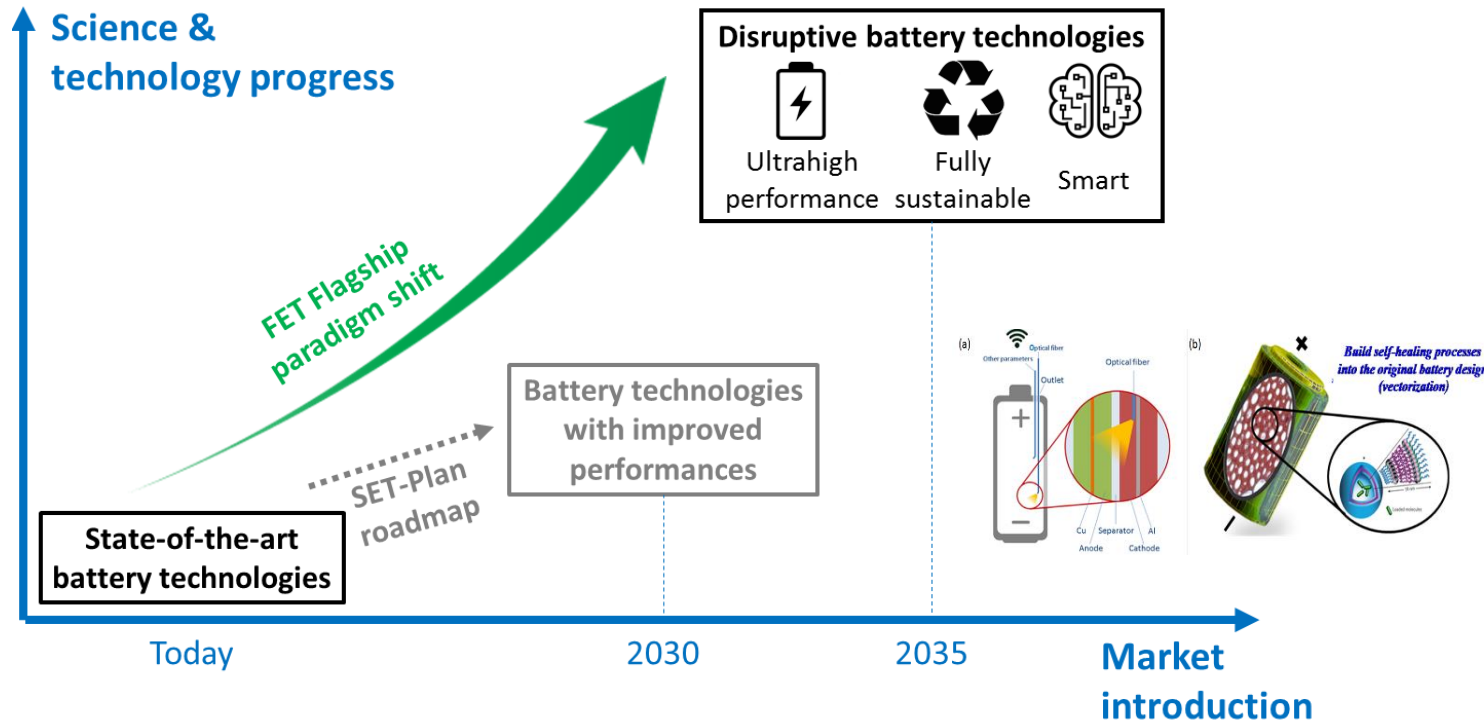 Science &
technology progress
Disruptive battery technologies
Ultrahigh
performance
Fully
sustainable
Smart
FET Flagship
paradigm shift
SET-Plan
roadmap
Battery technologies
with improved
performances
State-of-the-art
battery technologies
(a)
Optical fiber
Other parameters
Outlet
Optical fiber
Cu
Separator
Al
Anode
Cathode
(b)
Build self-healing processes
into the original battery design
(vectorization)
Loaded molecules
Today
2030
2035
Market
introduction